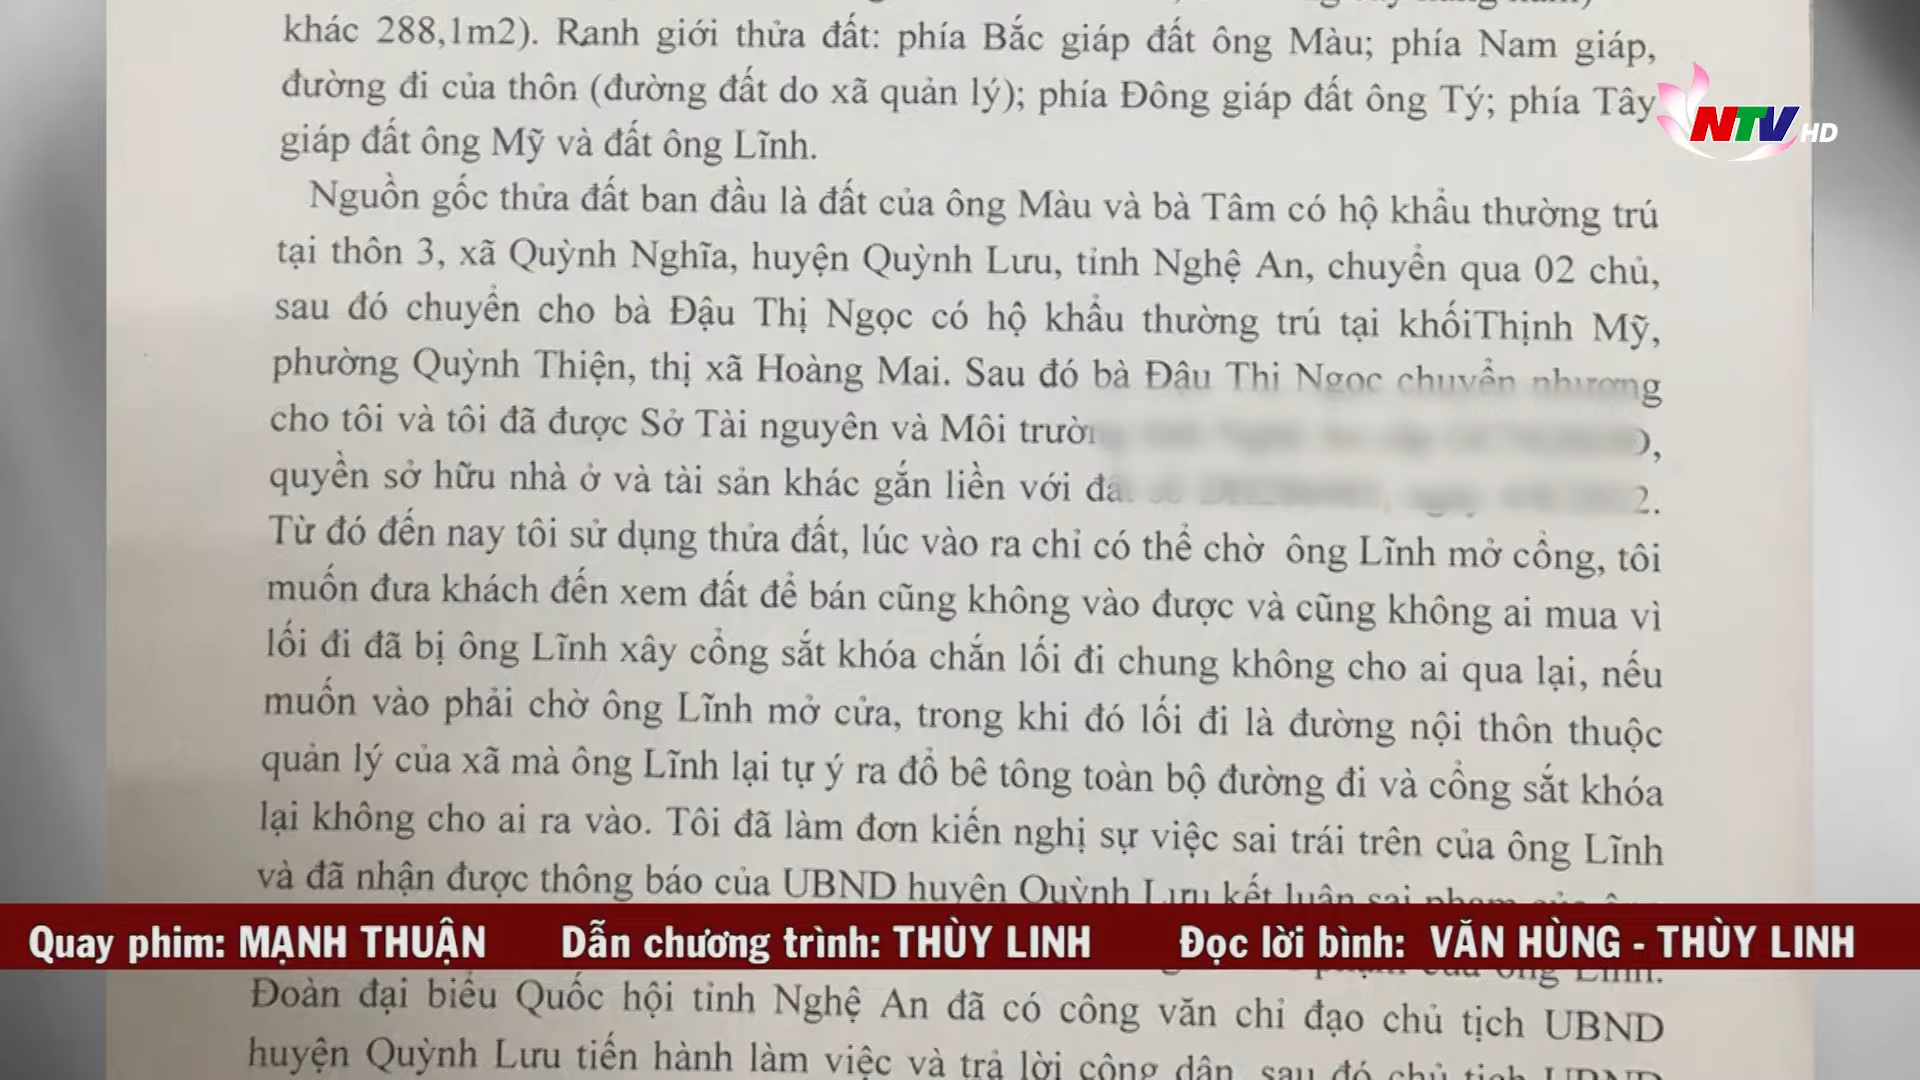 khác 288,1m2). Ranh giới thửa đất: phía Bắc giáp đất ông Màu; phía Nam giáp,
đường đi của thôn (đường đất do xã quản lý); phía Đông giáp đất ông Tý; phía Tây
giáp đất ông Mỹ và đất ông Lĩnh.
NTV HD
Nguồn gốc thửa đất ban đầu là đất của ông Màu và bà Tâm có hộ khẩu thường trú
tại thôn 3, xã Quỳnh Nghĩa, huyện Quỳnh Lưu, tỉnh Nghệ An, chuyển qua 02 chủ,
sau đó chuyển cho bà Đậu Thị Ngọc có hộ khẩu thường trú tại khốiThịnh Mỹ,
phường Quỳnh Thiện, thị xã Hoàng Mai. Sau đó bà Đậu Thị Ngọc chuyển nhượng
cho tôi và tôi đã được Sở Tài nguyên và Môi
quyền sở hữu nhà ở và tài sản khác gắn liền với
Từ đó đến nay tôi sử dụng thửa đất, lúc vào ra chỉ có thể chờ ông Lĩnh mở cổng, tôi
muốn đưa khách đến xem đất để bán cũng không vào được và cũng không ai mua vì
lối đi đã bị ông Lĩnh xây cổng sắt khóa chắn lối đi chung không cho ai qua lại, nếu
muốn vào phải chờ ông Lĩnh mở cửa, trong khi đó lối đi là đường nội thôn thuộc
quản lý của xã mà ông Lĩnh lại tự ý ra đổ bê tông toàn bộ đường đi và cổng sắt khóa
lại không cho ai ra vào. Tôi đã làm đơn kiến nghị sự việc sai trái trên của ông Lĩnh
và đã nhận được thông báo của UBND huyện Quỳnh Lưu kết luận sai phạm của
Quay phim: MẠNH THUẬN Dẫn chương trình: THÙY LINH Đọc lời bình: VĂN HÙNG - THÙY LINH
Đoàn đại biểu Quốc hội tỉnh Nghệ An đã có công văn chỉ đạo chủ tịch UBND
huyện Quỳnh Lưu tiến hành làm việc và trả lời công dân, sau đó chủ tịch UBND